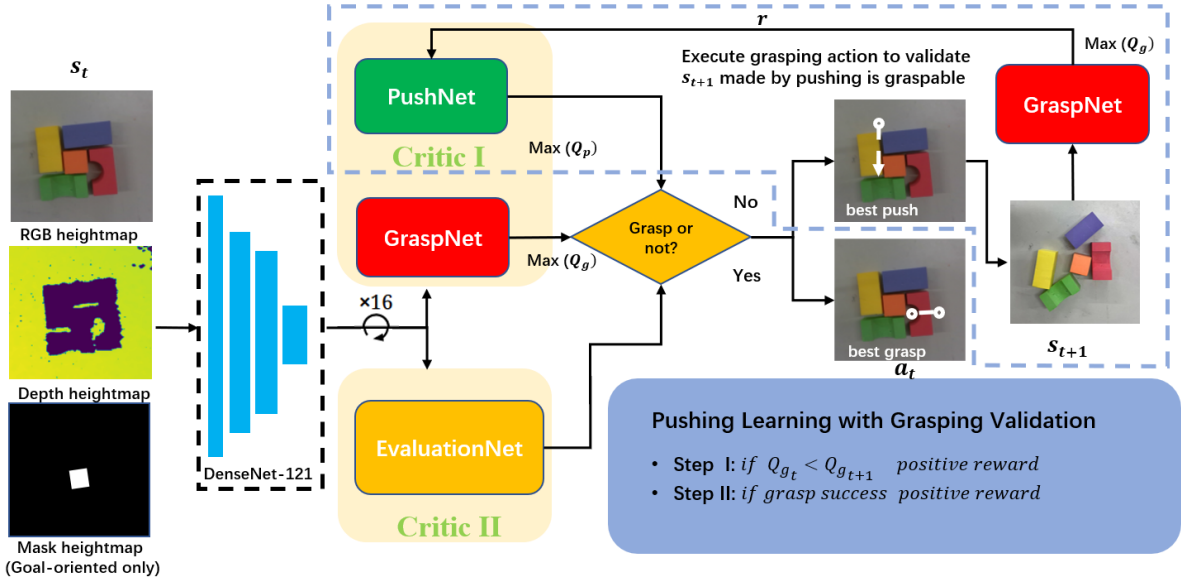 s_t
RGB heightmap
Depth heightmap
Mask heightmap
(Goal-oriented only)
DenseNet-121
×16
PushNet
Critic I
GraspNet
EvaluationNet
Critic II
Max (Q_p)
Max (Q_g)
Grasp or
not?
No
Yes
r
Execute grasping action to validate
s_{t+1} made by pushing is graspable
Max (Q_g)
GraspNet
best push
best grasp
a_t
s_{t+1}
Pushing Learning with Grasping Validation
• Step I: if Q_{g_t} < Q_{g_{t+1}} positive reward
• Step II: if grasp success positive reward